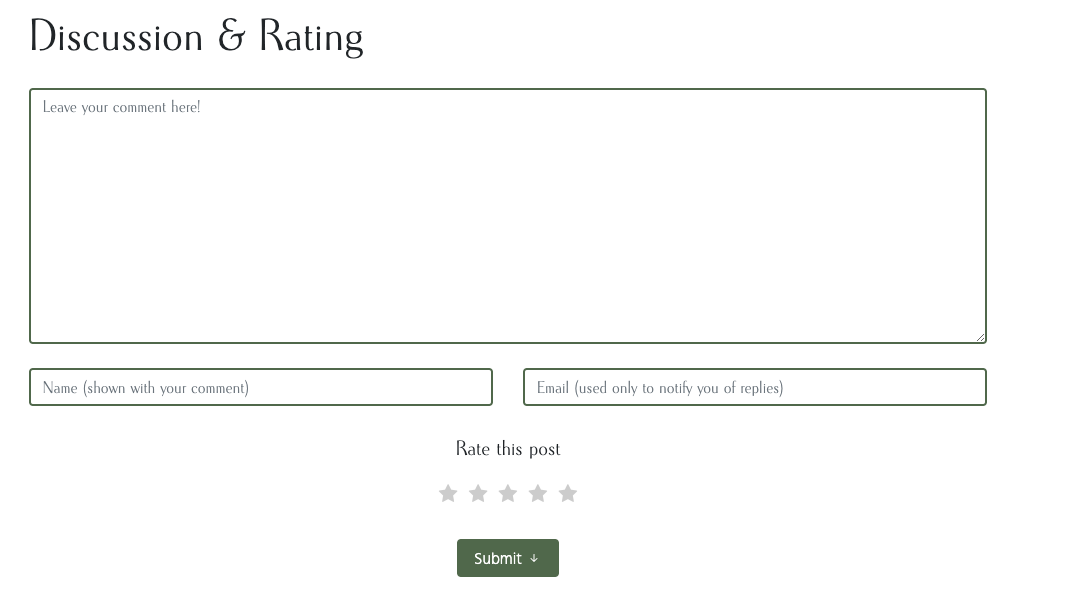 Discussion & Rating
Leave your comment here!
Name (shown with your comment)
Email (used only to notify you of replies)
Rate this post
Submit ↓